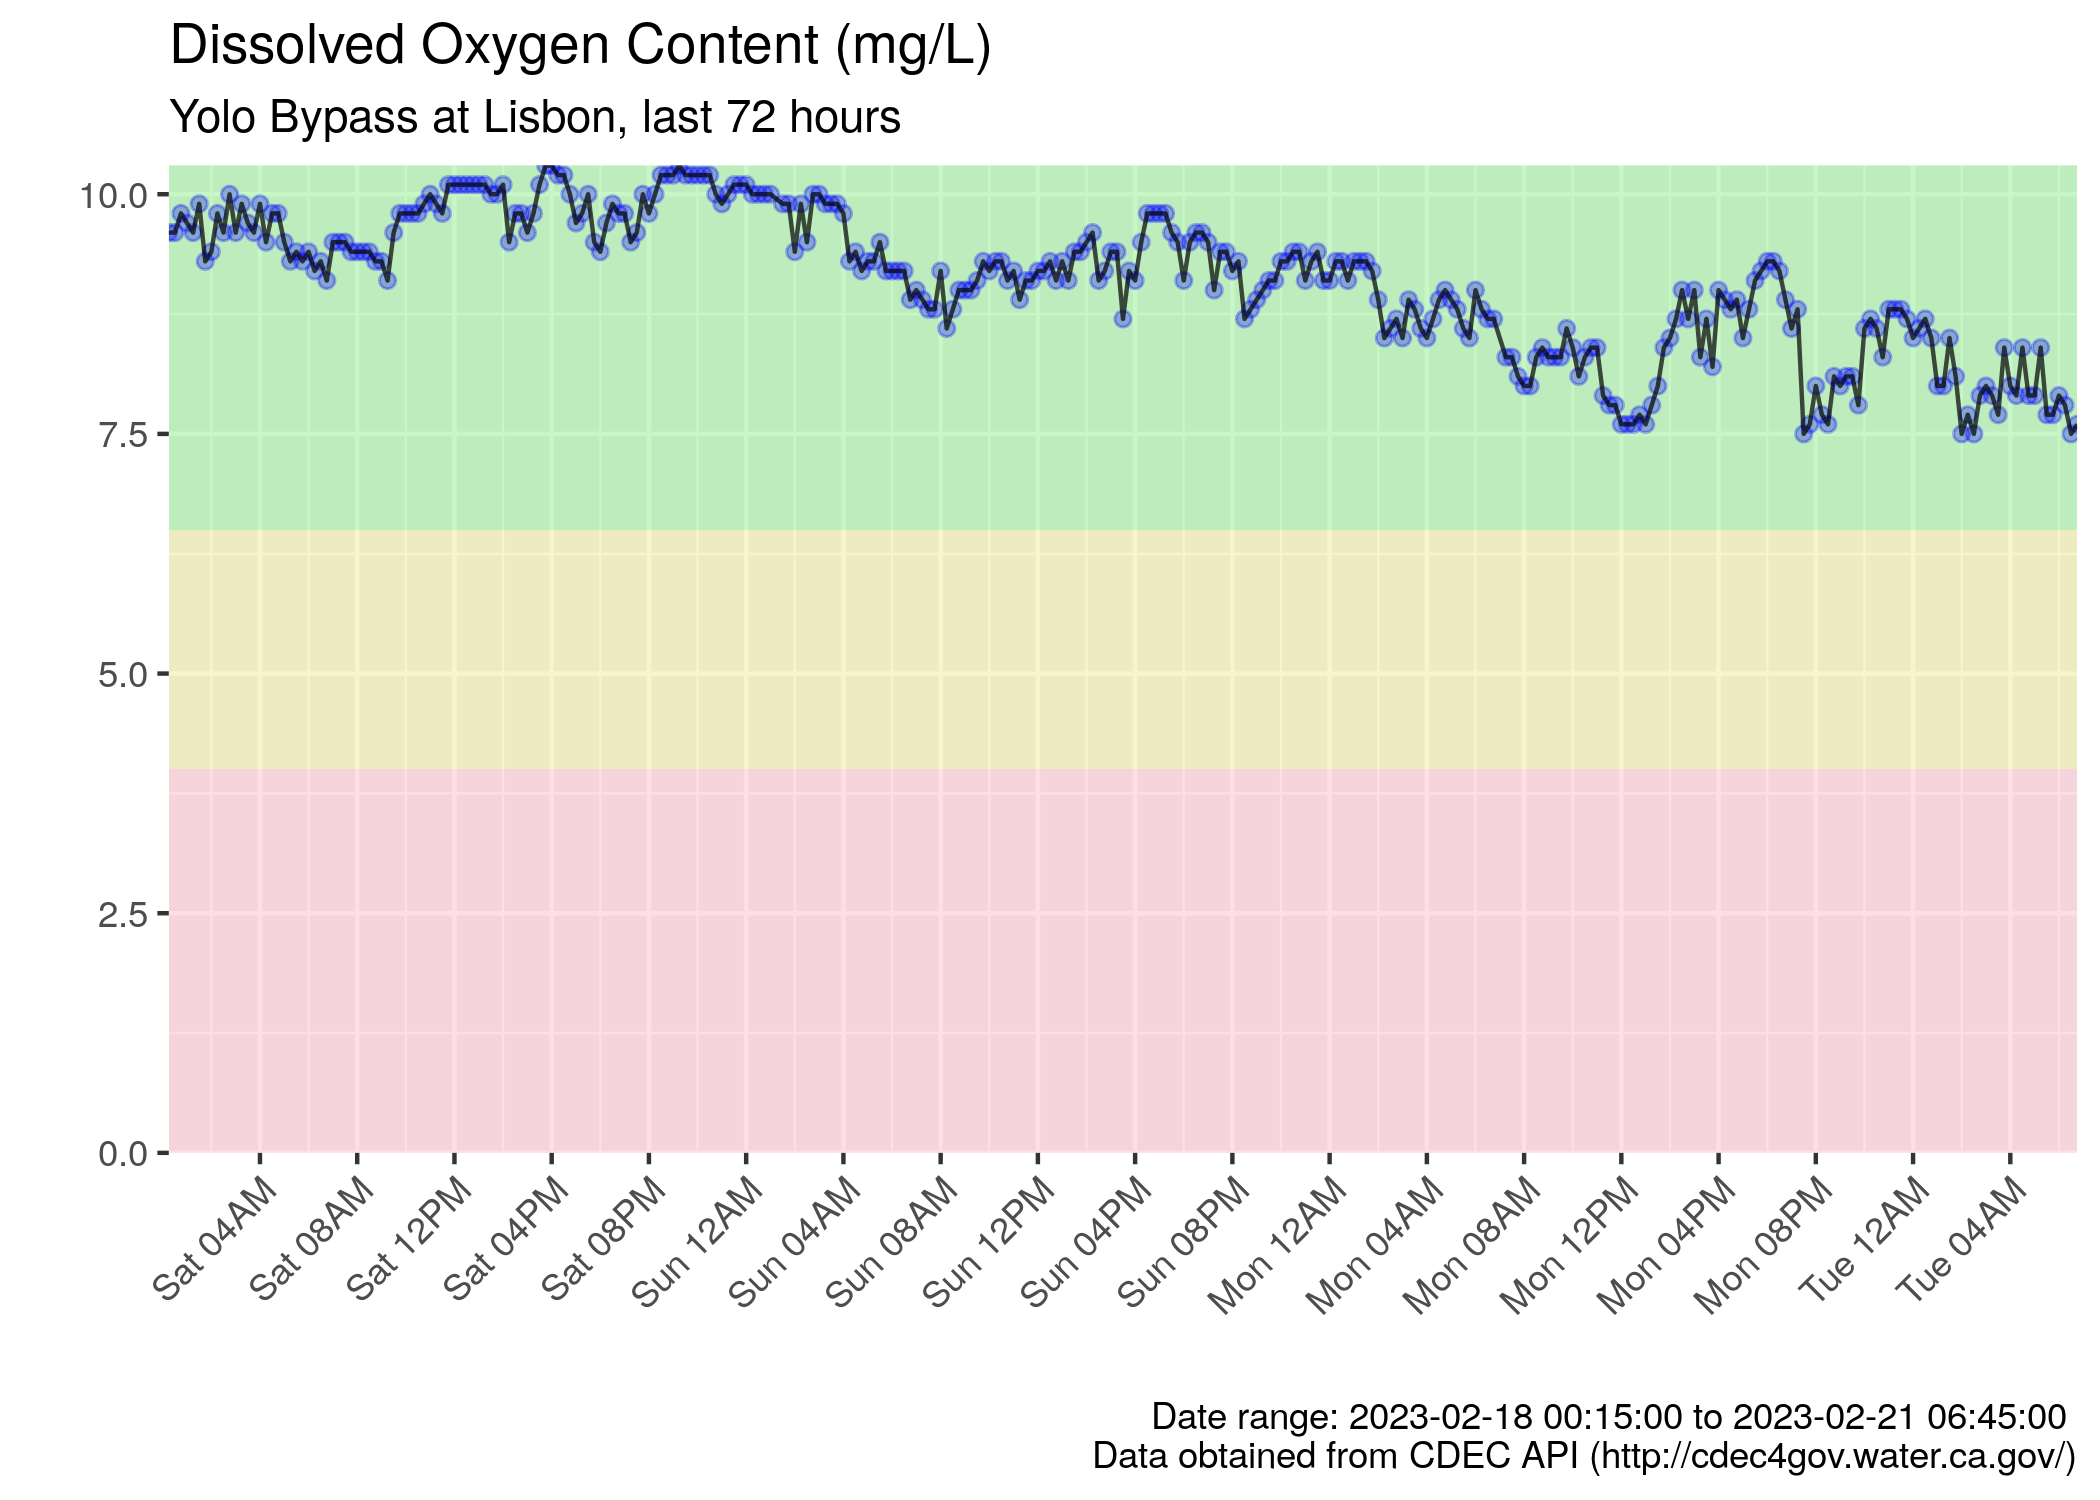 Dissolved Oxygen Content (mg/L)
Yolo Bypass at Lisbon, last 72 hours
10.0
7.5
5.0
2.5
0.0
Sat 04AM
Sat 08AM
Sat 12PM
Sat 04PM
Sat 08PM
Sun 12AM
Sun 04AM
Sun 08AM
Sun 12PM
Sun 04PM
Sun 08PM
Mon 12AM
Mon 04AM
Mon 08AM
Mon 12PM
Mon 04PM
Mon 08PM
Tue 12AM
Tue 04AM
Date range: 2023-02-18 00:15:00 to 2023-02-21 06:45:00
Data obtained from CDEC API (http://cdec4gov.water.ca.gov/)